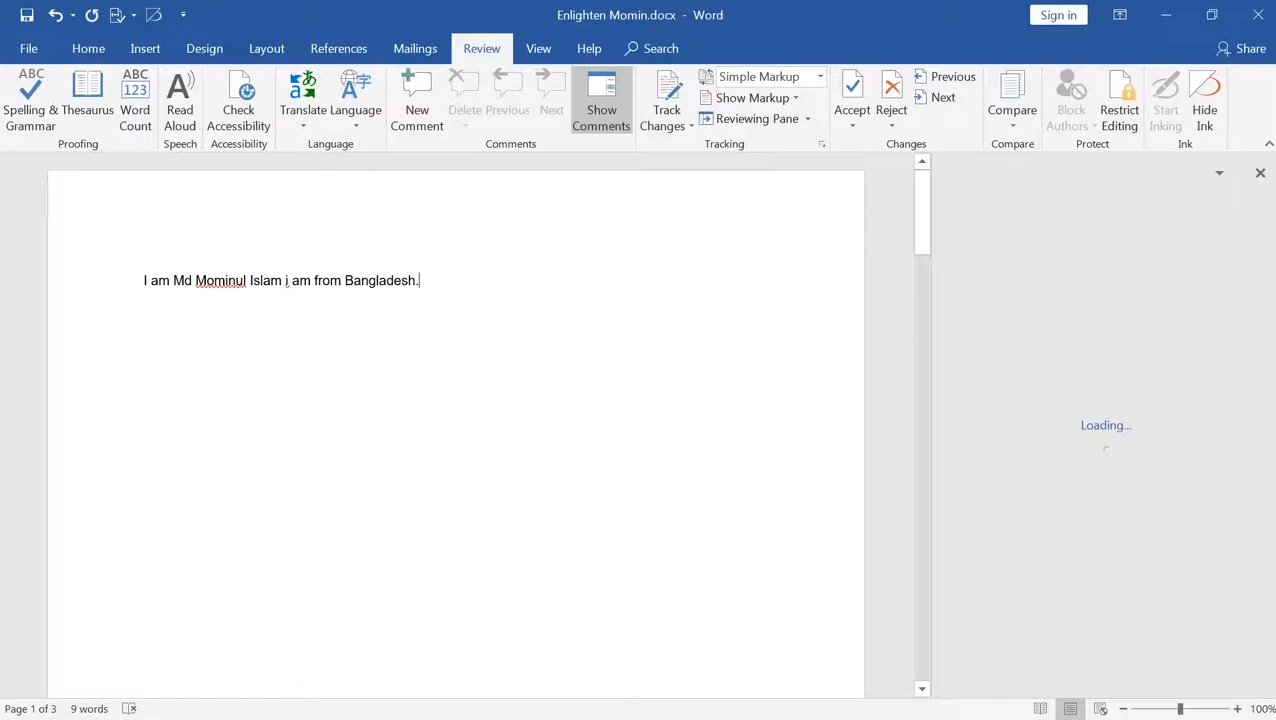 Enlighten Momin.docx - Word
Sign in
File Home Insert Design Layout References Mailings Review View Help Search Share
ABC Spelling & Grammar
Thesaurus
ABC 123 Word Count
Read Aloud
Check Accessibility
Translate
Language
New Comment
Delete
Previous
Next
Show Comments
Track Changes
Simple Markup
Show Markup
Reviewing Pane
Accept
Reject
Previous
Next
Compare
Block Authors
Restrict Editing
Start Inking
Hide Ink
Proofing Speech Accessibility Language Comments Tracking Changes Compare Protect Ink
I am Md Mominul Islam i am from Bangladesh.
Loading...
Page 1 of 3 9 words 100%